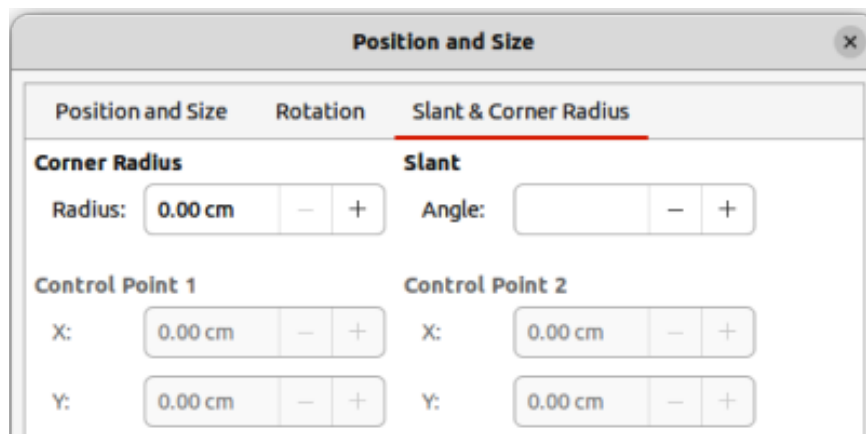 Position and Size
Position and Size Rotation Slant & Corner Radius
Corner Radius Slant
Radius: 0.00 cm Angle:
Control Point 1 Control Point 2
X: 0.00 cm X: 0.00 cm
Y: 0.00 cm Y: 0.00 cm